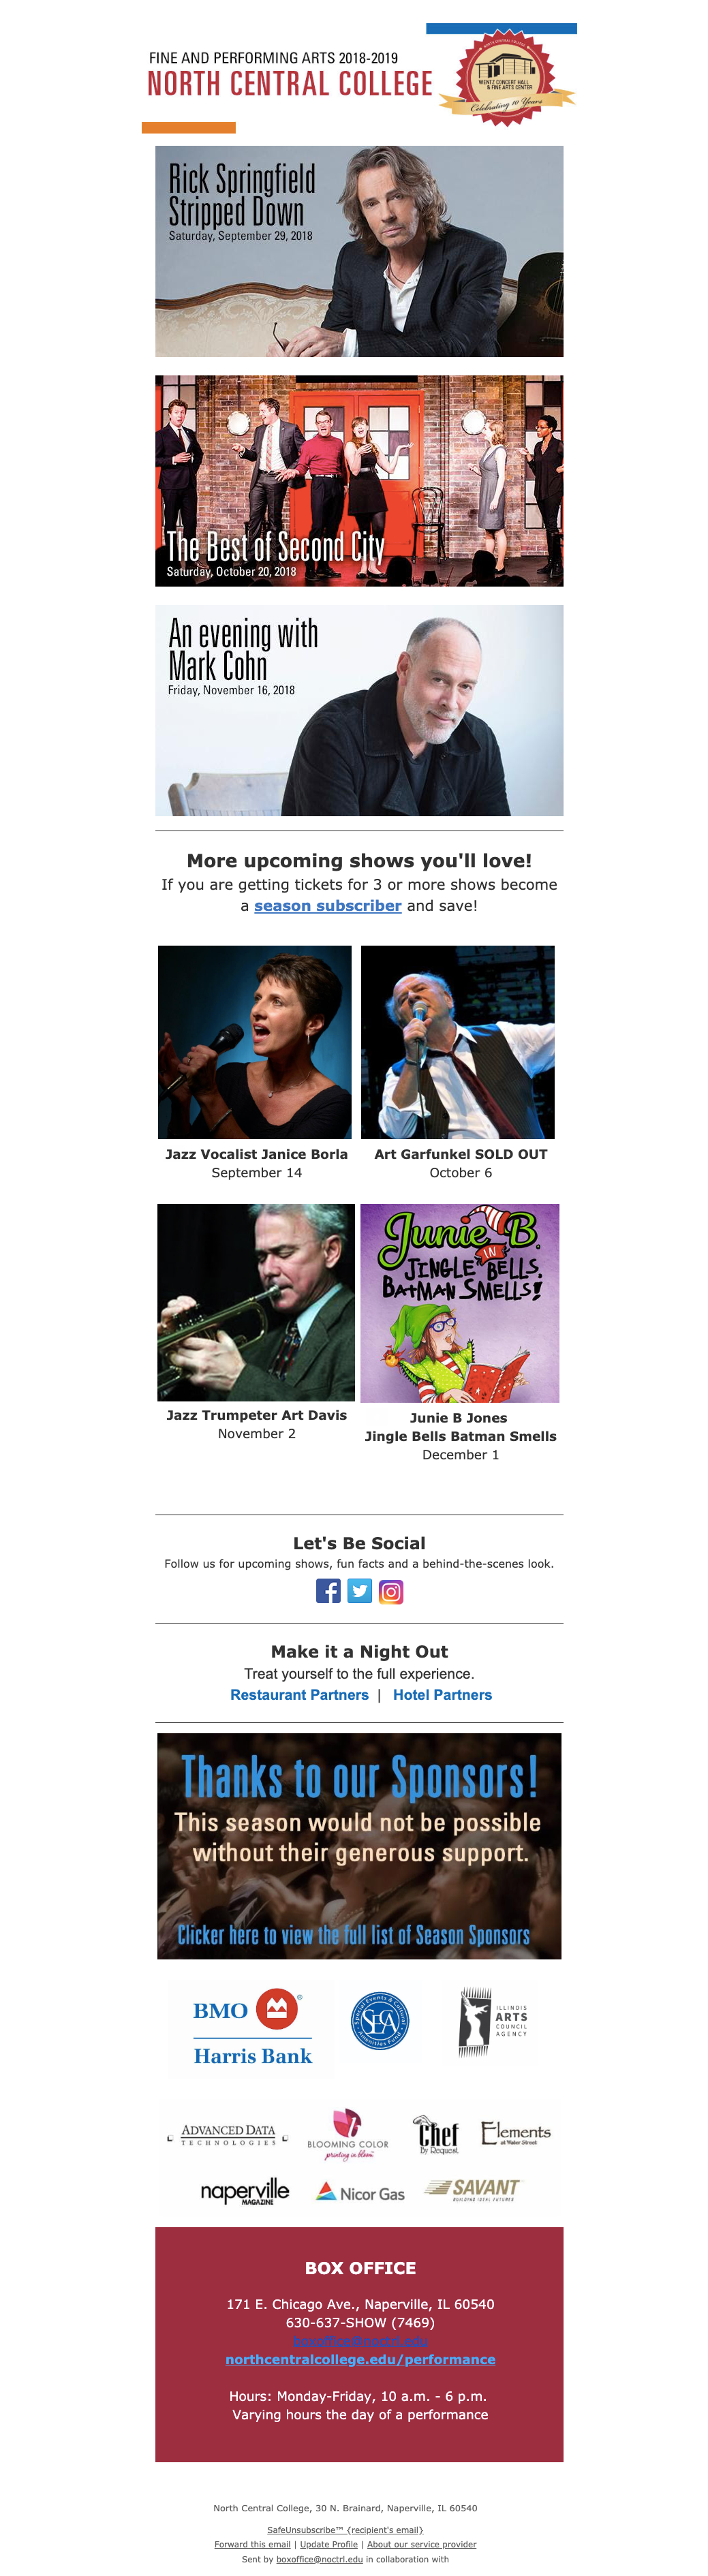 FINE AND PERFORMING ARTS 2018-2019
NORTH CENTRAL COLLEGE
NORTH CENTRAL COLLEGE
WENTZ CONCERT HALL
& FINE ARTS CENTER
Celebrating 10 Years
Rick Springfield
Stripped Down
Saturday, September 29, 2018
The Best of Second City
Saturday, October 20, 2018
An evening with
Mark Cohn
Friday, November 16, 2018
More upcoming shows you'll love!
If you are getting tickets for 3 or more shows become
a season subscriber and save!
Jazz Vocalist Janice Borla
September 14
Art Garfunkel SOLD OUT
October 6
Junie B.
IN
JINGLE BELLS,
BATMAN SMELLS!
Jazz Trumpeter Art Davis
November 2
Junie B Jones
Jingle Bells Batman Smells
December 1
Let's Be Social
Follow us for upcoming shows, fun facts and a behind-the-scenes look.
Make it a Night Out
Treat yourself to the full experience.
Restaurant Partners | Hotel Partners
Thanks to our Sponsors!
This season would not be possible
without their generous support.
Clicker here to view the full list of Season Sponsors
BMO
Harris Bank
Special Events & Cultural
SECA
Amenities Fund
ILLINOIS
ARTS
COUNCIL
AGENCY
ADVANCED DATA
TECHNOLOGIES
BLOOMING COLOR
printing in bloom
Chef
By Request
Elements
at Water Street
naperville
MAGAZINE
Nicor Gas
SAVANT
BUILDING IDEAL FUTURES
BOX OFFICE
171 E. Chicago Ave., Naperville, IL 60540
630-637-SHOW (7469)
boxoffice@noctrl.edu
northcentralcollege.edu/performance
Hours: Monday-Friday, 10 a.m. - 6 p.m.
Varying hours the day of a performance
North Central College, 30 N. Brainard, Naperville, IL 60540
SafeUnsubscribe™ {recipient's email}
Forward this email | Update Profile | About our service provider
Sent by boxoffice@noctrl.edu in collaboration with